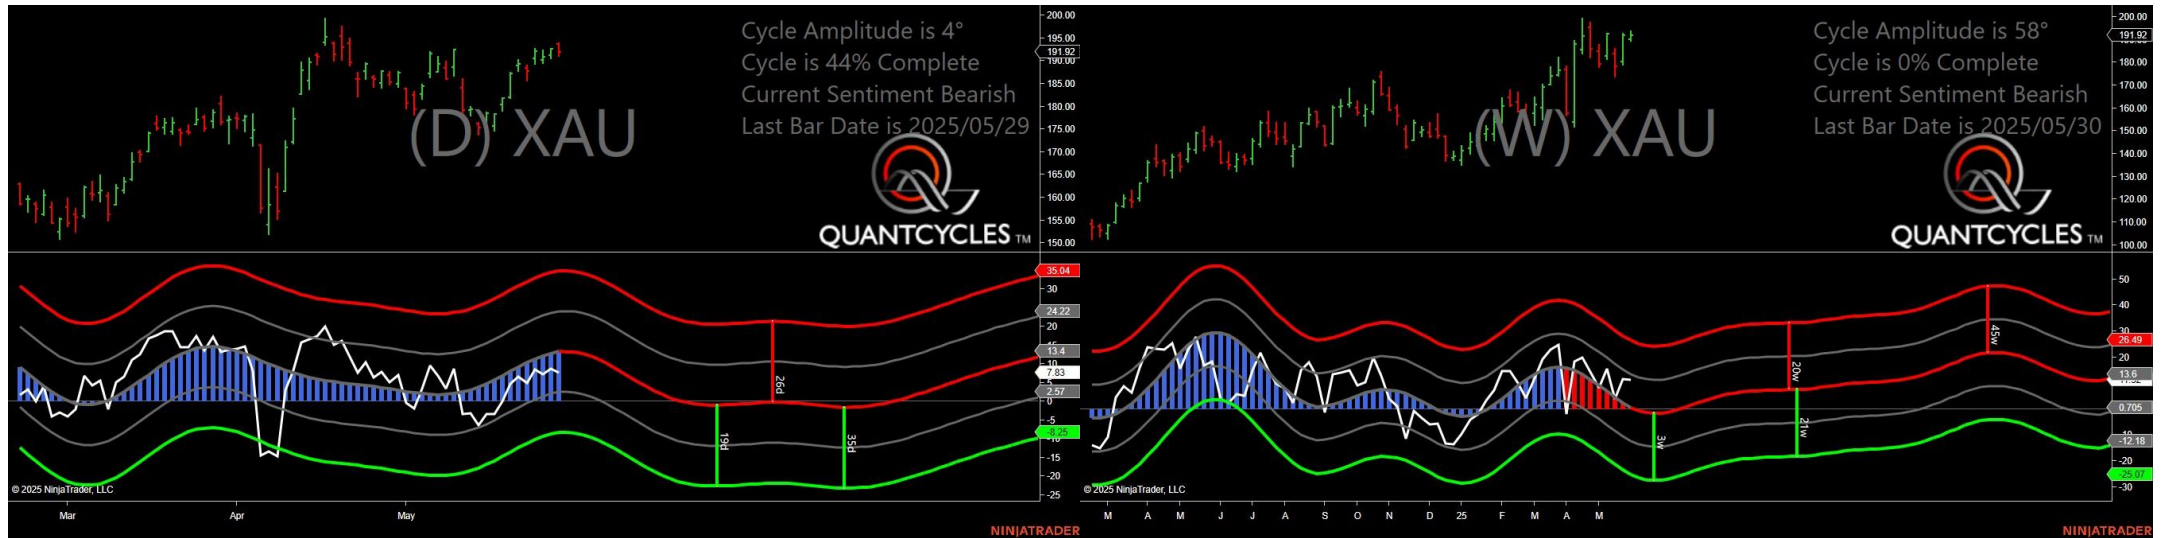 Cycle Amplitude is 4°
Cycle is 44% Complete
Current Sentiment Bearish
Last Bar Date is 2025/05/29
(D) XAU
QUANTCYCLES TM
200.00
195.00
191.92
190.00
185.00
180.00
175.00
170.00
165.00
160.00
155.00
150.00
35.04
30
24.22
20
13.4
10
7.83
2.57
0
-5
-8.25
-15
-20
-25
19d
26d
35d
© 2025 NinjaTrader, LLC
Mar Apr May
NINJATRADER
Cycle Amplitude is 58°
Cycle is 0% Complete
Current Sentiment Bearish
Last Bar Date is 2025/05/30
(W) XAU
QUANTCYCLES TM
200.00
191.92
180.00
170.00
160.00
150.00
140.00
130.00
120.00
110.00
100.00
50
40
30
26.49
20
13.6
0.705
-12.18
-20
-25.07
-30
3w
20w
21w
45w
© 2025 NinjaTrader, LLC
M A M J J A S O N D 25 F M A M
NINJATRADER